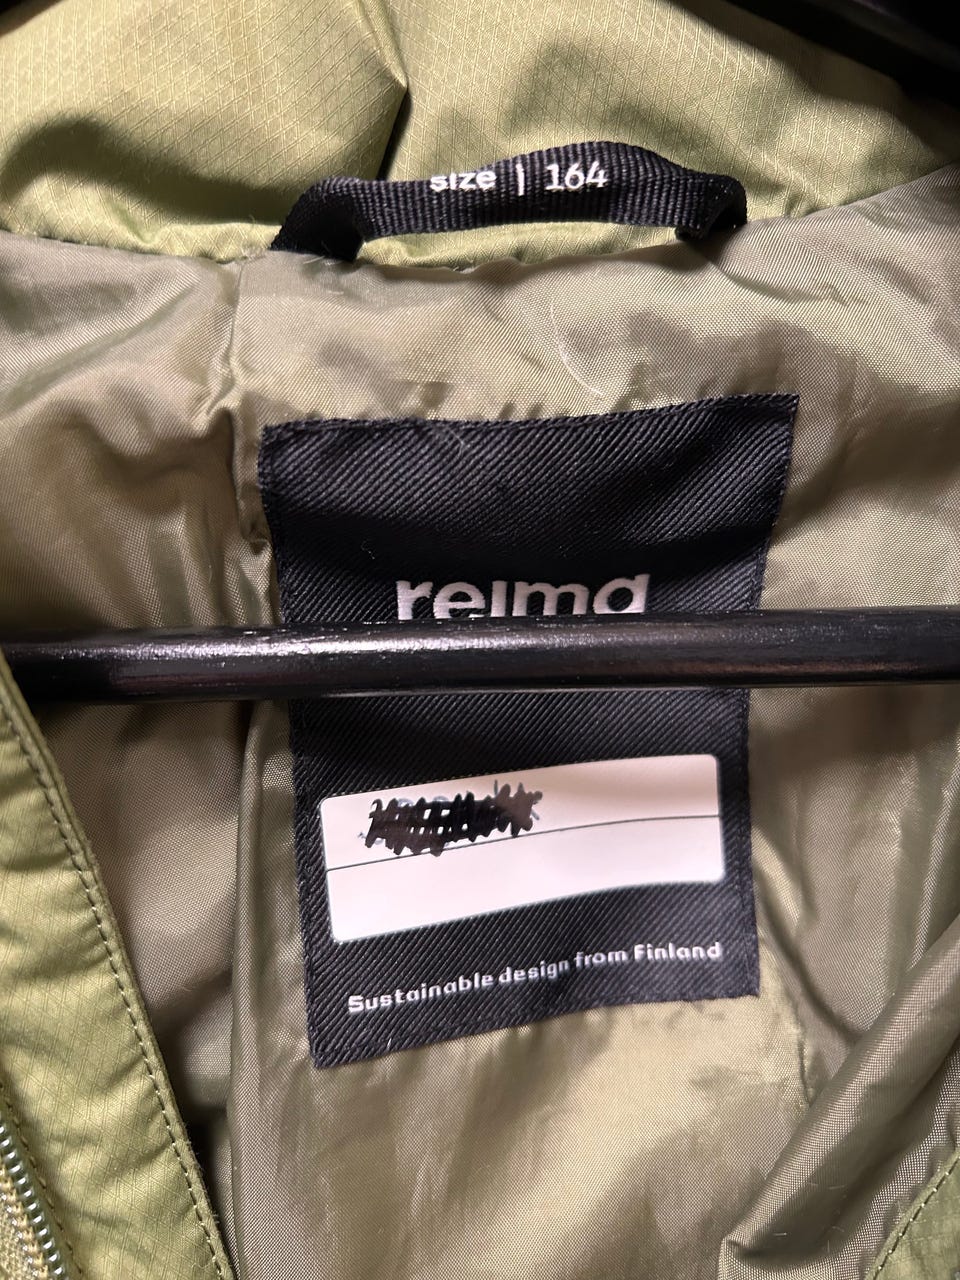 size | 164
reima
Sustainable design from Finland